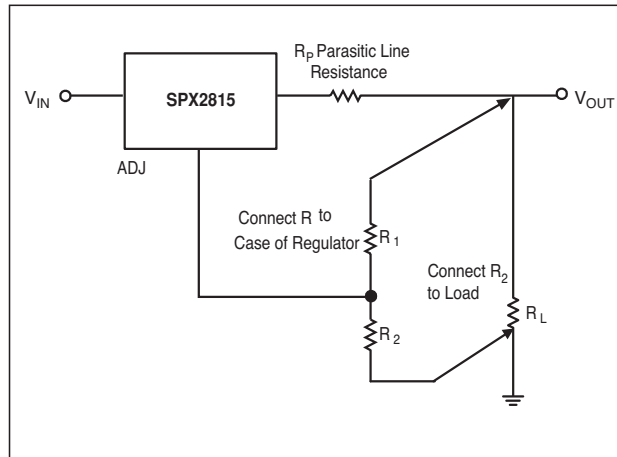 R_P Parasitic Line
Resistance
V_IN
SPX2815
V_OUT
ADJ
Connect R to
Case of Regulator
R_1
Connect R_2
to Load
R_L
R_2